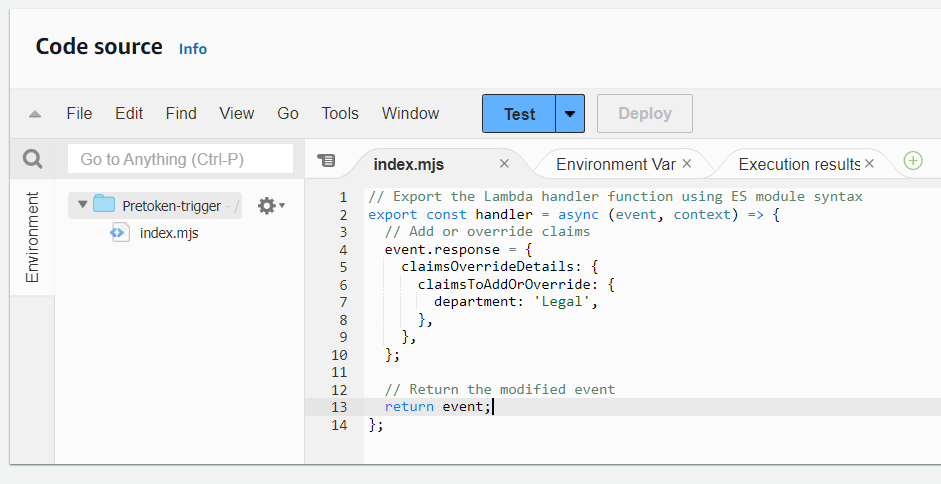 Code source Info
File Edit Find View Go Tools Window Test Deploy
Go to Anything (Ctrl-P)
index.mjs × Environment Var × Execution results ×
Environment
Pretoken-trigger - /
index.mjs
1 // Export the Lambda handler function using ES module syntax
2 export const handler = async (event, context) => {
3 // Add or override claims
4 event.response = {
5 claimsOverrideDetails: {
6 claimsToAddOrOverride: {
7 department: 'Legal',
8 },
9 },
10 };
11
12 // Return the modified event
13 return event;
14 };